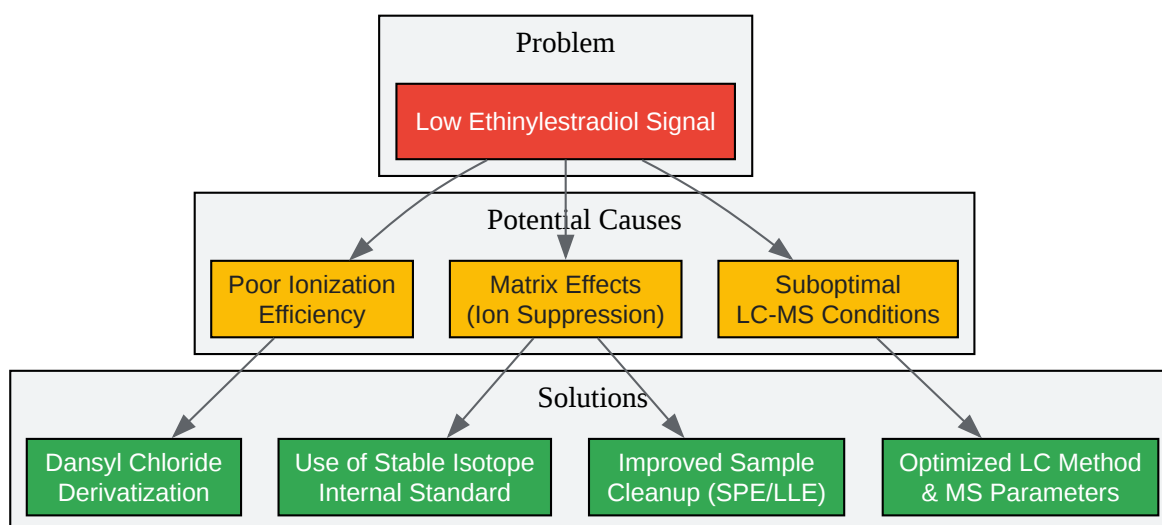 Problem
Low Ethinylestradiol Signal
Potential Causes
Poor Ionization
Efficiency
Matrix Effects
(Ion Suppression)
Suboptimal
LC-MS Conditions
Solutions
Dansyl Chloride
Derivatization
Use of Stable Isotope
Internal Standard
Improved Sample
Cleanup (SPE/LLE)
Optimized LC Method
& MS Parameters